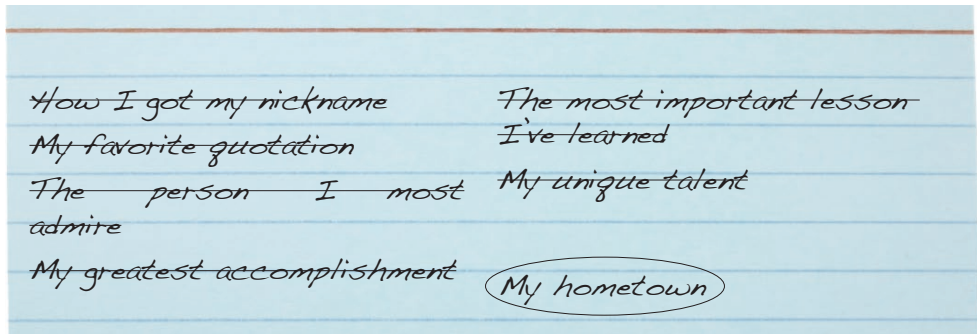 How I got my nickname
My favorite quotation
The person I most
admire
My greatest accomplishment
The most important lesson
I've learned
My unique talent
My hometown